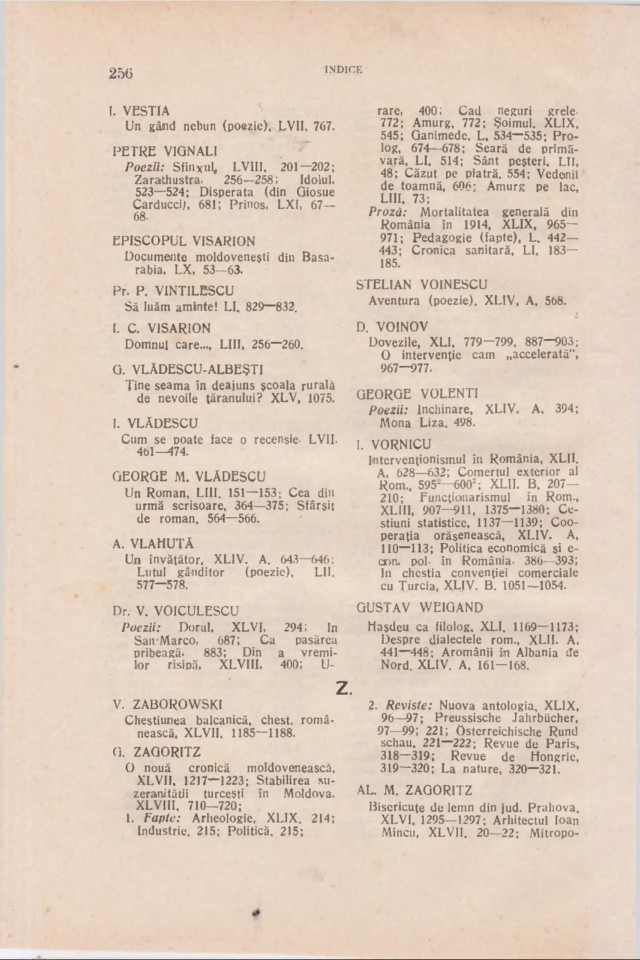 256
INDICE
I. VESTIA
Un gând nebun (poezie), LVII, 767.
PETRE VIGNALI
Poezii: Sfinxul, LVIII, 201—202;
Zarathustra, 256—258; Idolul,
523—524; Disperata (din Giosue
Carducci), 681; Prinos, LXI, 67—
68.
EPISCOPUL VISARION
Documente moldovenești din Basa-
rabia, LX, 53—63.
Pr. P. VINTILESCU
Să luăm aminte! LI, 829—832.
I. C. VISARION
Domnul care..., LIII, 256—260.
G. VLĂDESCU-ALBEȘTI
Ține seama în deajuns școala rurală
de nevoile țăranului? XLV, 1075.
I. VLĂDESCU
Cum se poate face o recensie. LVII.
461—474.
GEORGE M. VLĂDESCU
Un Roman, LIII, 151—153; Cea din
urmă scrisoare, 364—375; Sfârșit
de roman, 564—566.
A. VLAHUTĂ
Un învățător, XLIV. A. 643—646;
Lutul gânditor (poezie), LII,
577—578.
Dr. V. VOICULESCU
Poezii: Dorul, XLVI, 294; In
San-Marco, 687; Ca pasărea
pribeagă, 883; Din a vremi-
lor risipă, XLVIII, 400; U-
rare, 400; Cad neguri grele
772; Amurg, 772; Șoimul, XLIX,
545; Ganimede, L, 534—535; Pro-
log, 674—678; Seară de primă-
vară, LI, 514; Sânt peșteri, LII,
48; Căzut pe piatră, 554; Vedenii
de toamnă, 606; Amurg pe lac,
LIII, 73;
Proză: Mortalitatea generală din
România în 1914, XLIX, 965—
971; Pedagogie (fapte), L, 442—
443; Cronica sanitară, LI, 183—
185.
STELIAN VOINESCU
Aventura (poezie), XLIV, A, 568.
D. VOINOV
Dovezile, XLI, 779—799, 887—903;
O intervenție cam „accelerată",
967—977.
GEORGE VOLENTI
Poezii: Inchinare, XLIV. A, 394;
Mona Liza, 498.
I. VORNICU
Intervenționismul în România, XLII.
A, 628—632; Comerțul exterior al
Rom., 595²—600²; XLII. B, 207—
210; Funcționarismul in Rom.,
XLIII, 907—911, 1375—1380; Ce-
stiuni statistice, 1137—1139; Coo-
perația orășenească, XLIV. A,
110—113; Politica economică și e-
con. pol. în România. 386—393;
In chestia convenției comerciale
cu Turcia, XLIV. B, 1051—1054.
GUSTAV WEIGAND
Hașdeu ca filolog, XLI, 1169—1173;
Despre dialectele rom., XLII. A,
441—448; Aromânii în Albania de
Nord, XLIV. A, 161—168.
Z.
V. ZABOROWSKI
Chestiunea balcanică, chest. româ-
nească, XLVII, 1185—1188.
G. ZAGORITZ
O nouă cronică moldovenească,
XLVII, 1217—1223; Stabilirea su-
zeranității turcești în Moldova.
XLVIII, 710—720;
1. Fapte: Arheologie, XLIX, 214;
Industrie, 215; Politică, 215;
2. Reviste: Nuova antologia, XLIX,
96—97; Preussische Jahrbücher,
97—99; 221; Österreichische Rund
schau, 221—222; Revue de Paris,
318—319; Revue de Hongrie,
319—320; La nature, 320—321.
AL. M. ZAGORITZ
Bisericuțe de lemn din jud. Prahova,
XLVI, 1295—1297; Arhitectul Ioan
Mincu, XLVII, 20—22; Mitropo-